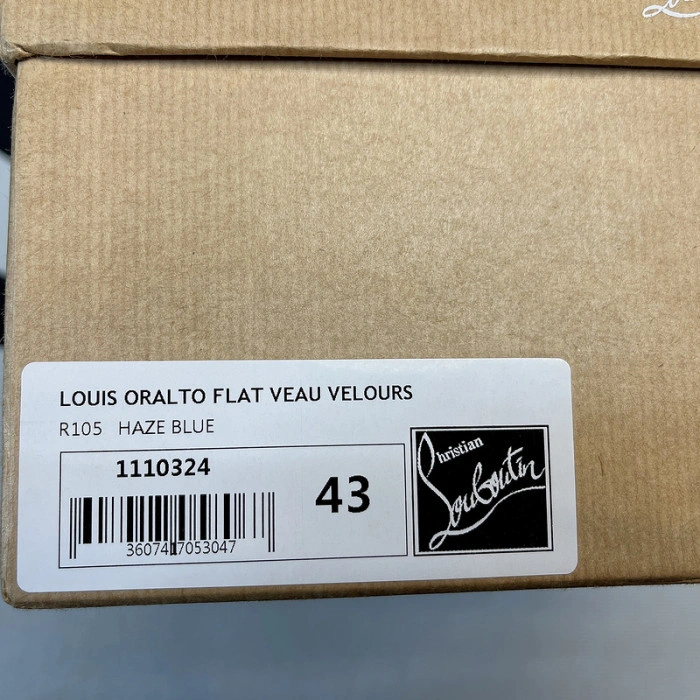 LOUIS ORALTO FLAT VEAU VELOURS
R105 HAZE BLUE
1110324
43
3607417053047
Christian
Louboutin